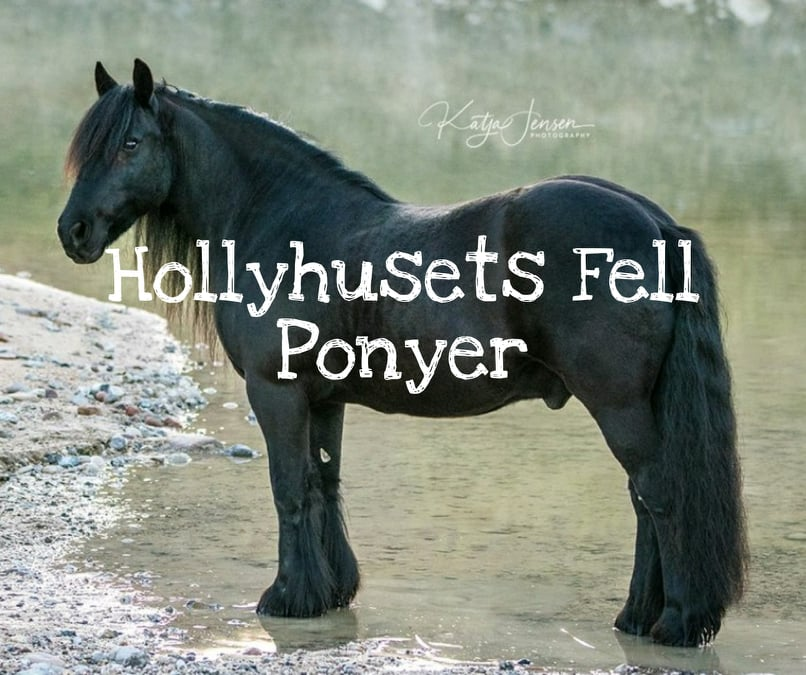 Katja Jensen
PHOTOGRAPHY
Hollyhusets Fell
Ponyer